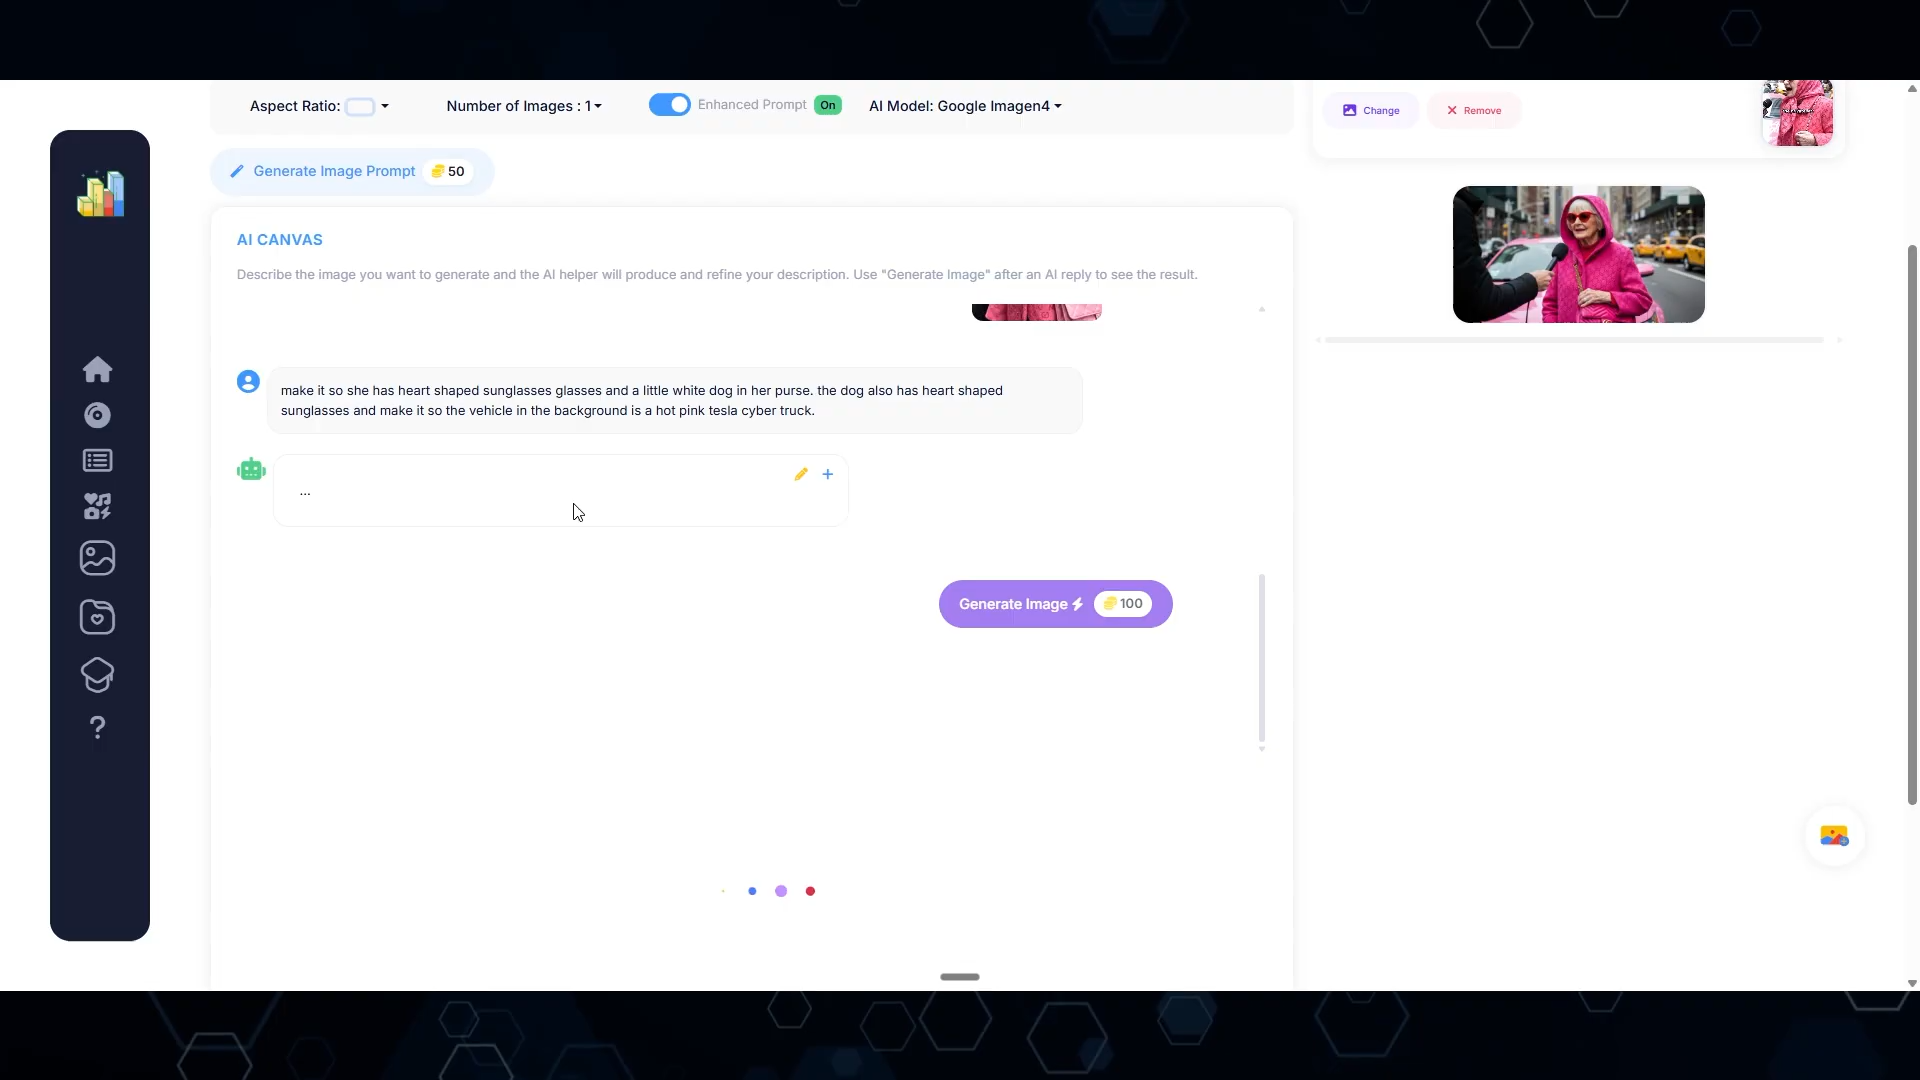 Aspect Ratio:
Number of Images : 1
Enhanced Prompt On
AI Model: Google Imagen4
Change
Remove
Generate Image Prompt 50
AI CANVAS
Describe the image you want to generate and the AI helper will produce and refine your description. Use "Generate Image" after an AI reply to see the result.
make it so she has heart shaped sunglasses glasses and a little white dog in her purse. the dog also has heart shaped
sunglasses and make it so the vehicle in the background is a hot pink tesla cyber truck.
...
Generate Image 100
?